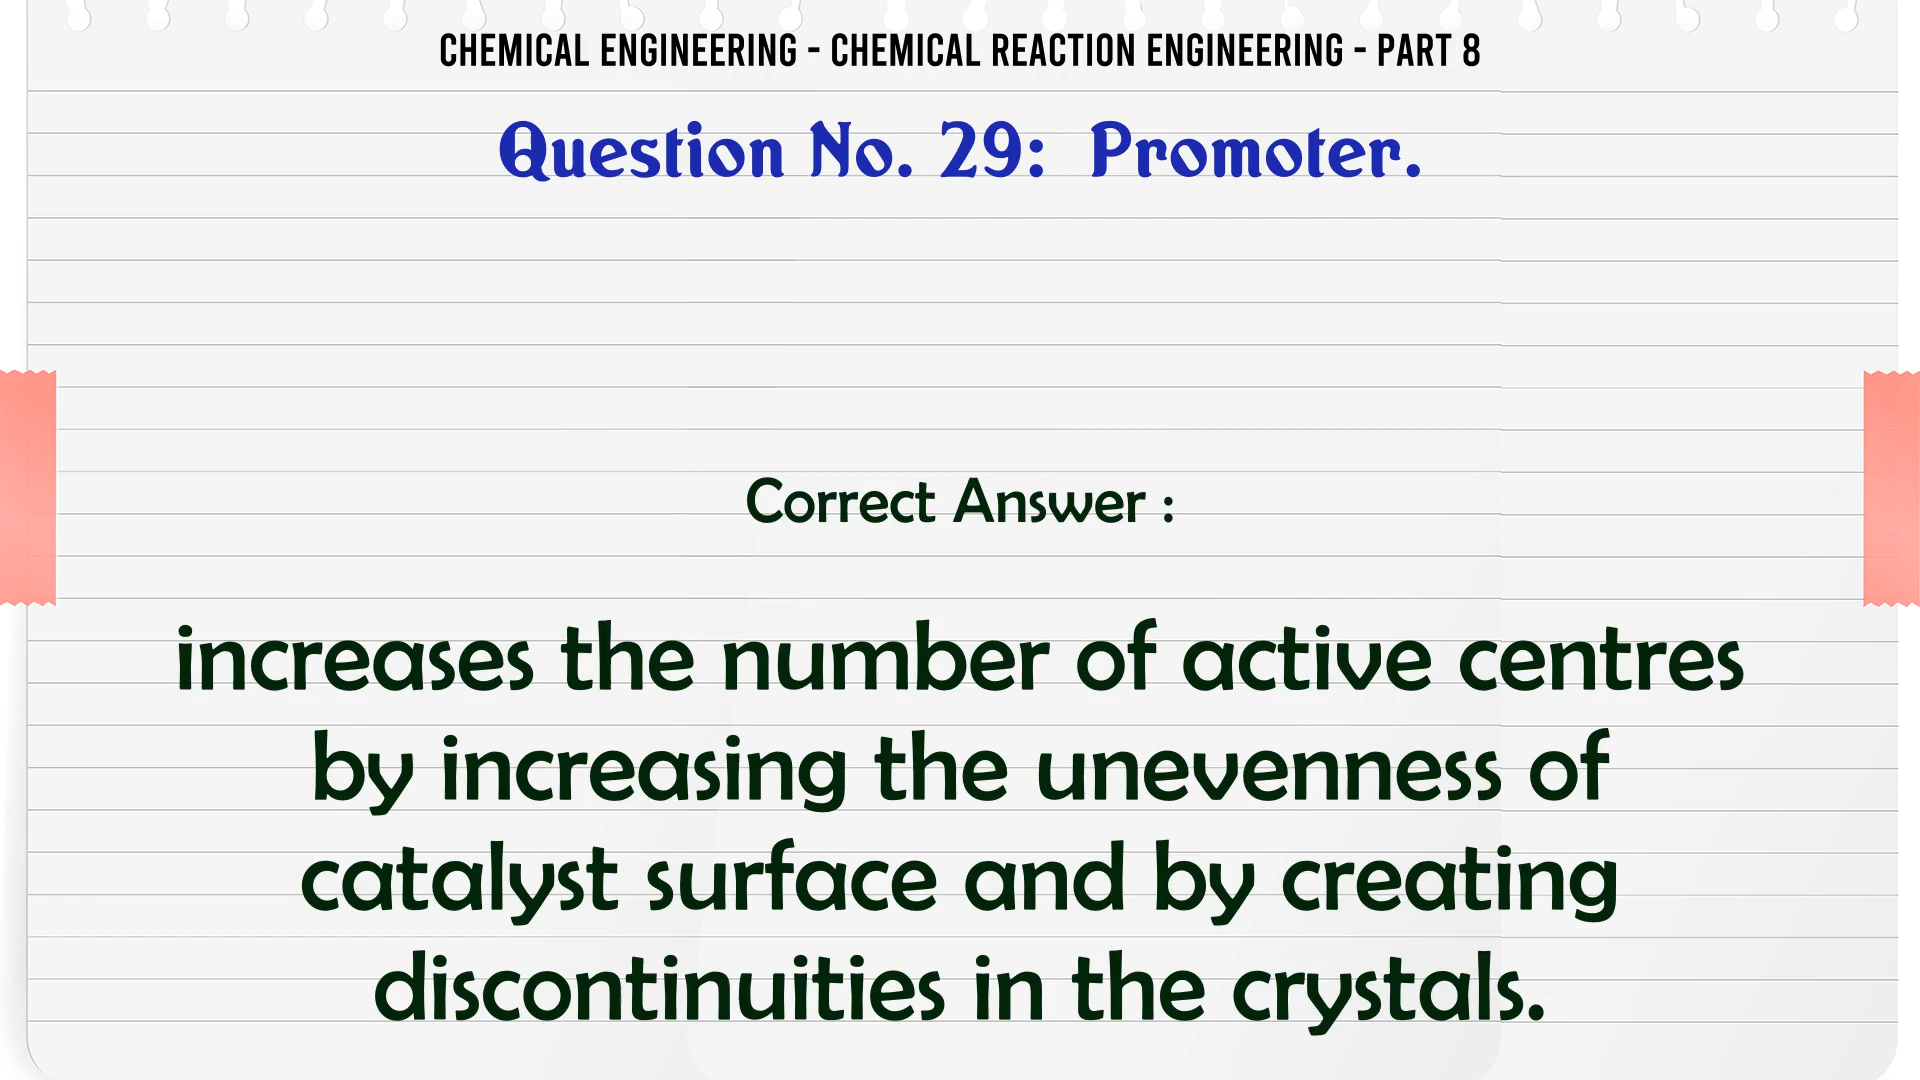 CHEMICAL ENGINEERING - CHEMICAL REACTION ENGINEERING - PART 8
Question No. 29:  Promoter.
Correct Answer :
increases the number of active centres
by increasing the unevenness of
catalyst surface and by creating
discontinuities in the crystals.